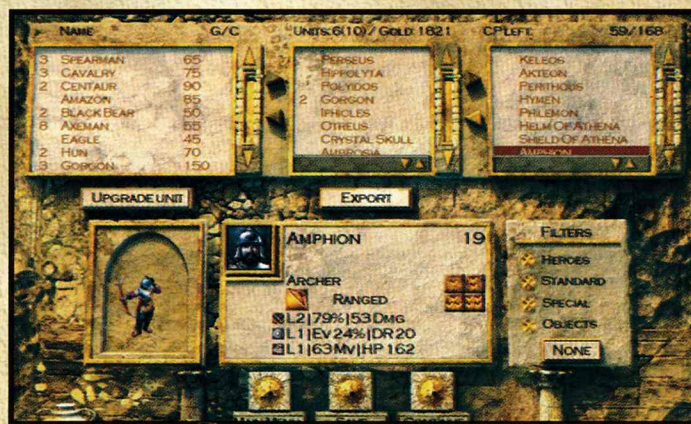 NAME G/C
3 SPEARMAN 65
3 CAVALRY 75
2 CENTAUR 90
AMAZON 85
2 BLACK BEAR 50
8 AXEMAN 55
EAGLE 45
2 HUN 70
3 GORGON 150
UNITS: 6(10) / GOLD: 1821
PERSEUS
HIPPOLYTA
POLYIDOS
2 GORGON
IPHICLES
OTREUS
CRYSTAL SKULL
AMBROSIA
CP LEFT: 59/168
KELEOS
AKTEON
PERITHOUS
HYMEN
PHLEMON
HELM OF ATHENA
SHIELD OF ATHENA
AMPHION
UPGRADE UNIT
EXPORT
AMPHION 19
ARCHER
RANGED
L2|79%|53 DMG
L1|EV 24%|DR 20
L1|63 MV|HP 162
FILTERS
HEROES
STANDARD
SPECIAL
OBJECTS
NONE